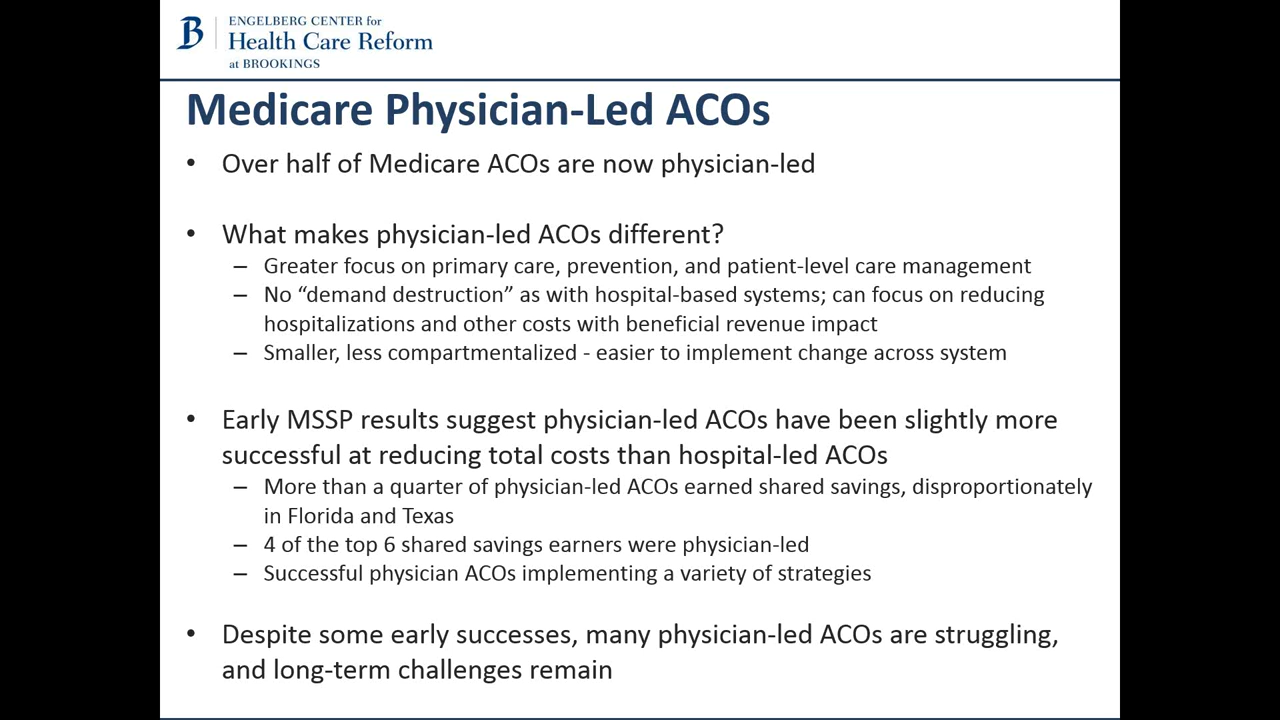 B
ENGELBERG CENTER for
Health Care Reform
at BROOKINGS
Medicare Physician-Led ACOs
• Over half of Medicare ACOs are now physician-led
• What makes physician-led ACOs different?
– Greater focus on primary care, prevention, and patient-level care management
– No “demand destruction” as with hospital-based systems; can focus on reducing
hospitalizations and other costs with beneficial revenue impact
– Smaller, less compartmentalized - easier to implement change across system
• Early MSSP results suggest physician-led ACOs have been slightly more
successful at reducing total costs than hospital-led ACOs
– More than a quarter of physician-led ACOs earned shared savings, disproportionately
in Florida and Texas
– 4 of the top 6 shared savings earners were physician-led
– Successful physician ACOs implementing a variety of strategies
• Despite some early successes, many physician-led ACOs are struggling,
and long-term challenges remain